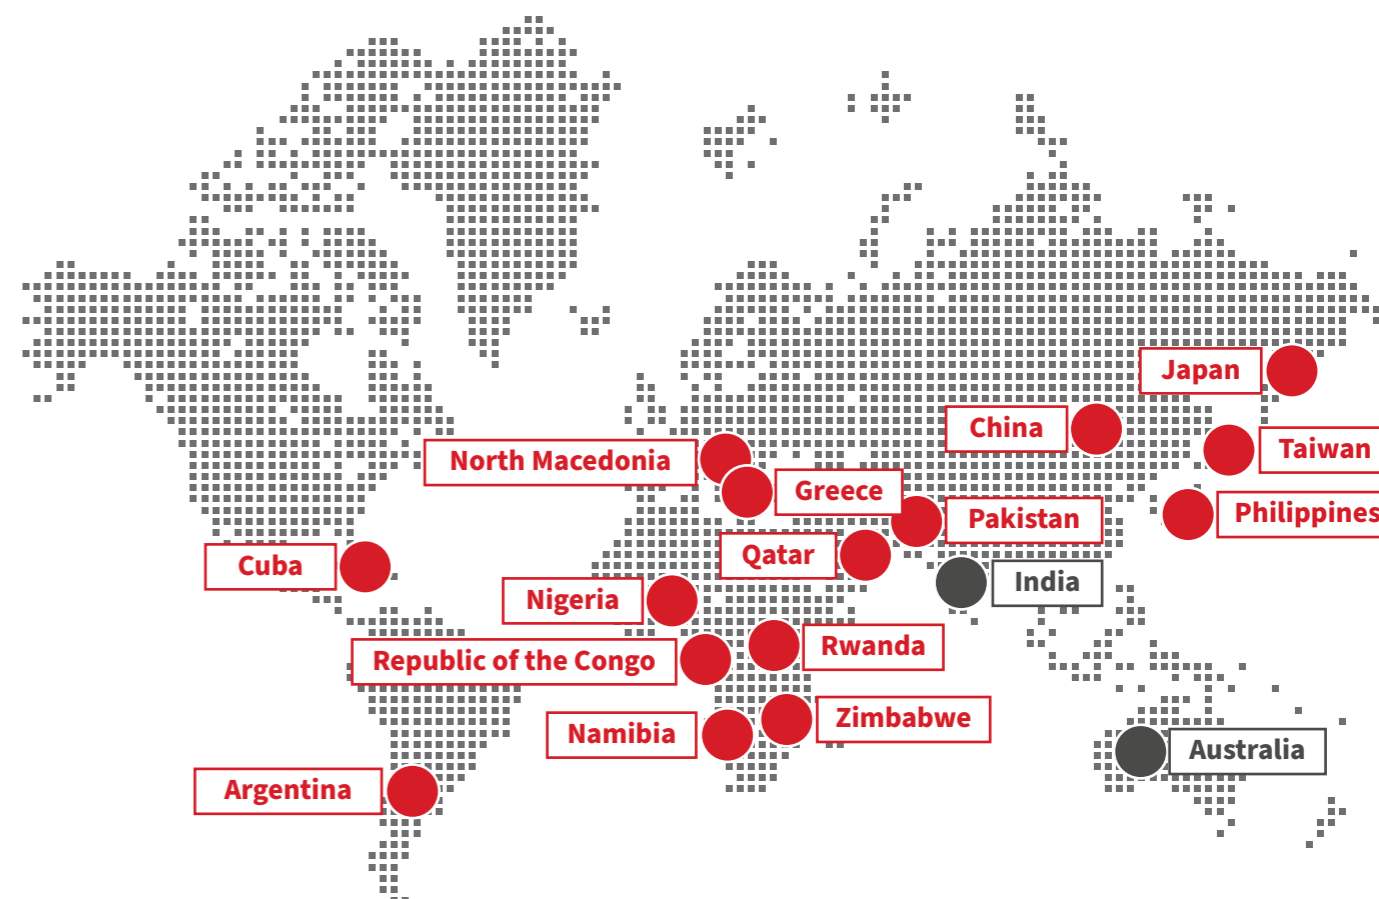 Japan
China
Taiwan
North Macedonia
Greece
Philippines
Pakistan
Qatar
Cuba
India
Nigeria
Rwanda
Republic of the Congo
Zimbabwe
Namibia
Australia
Argentina